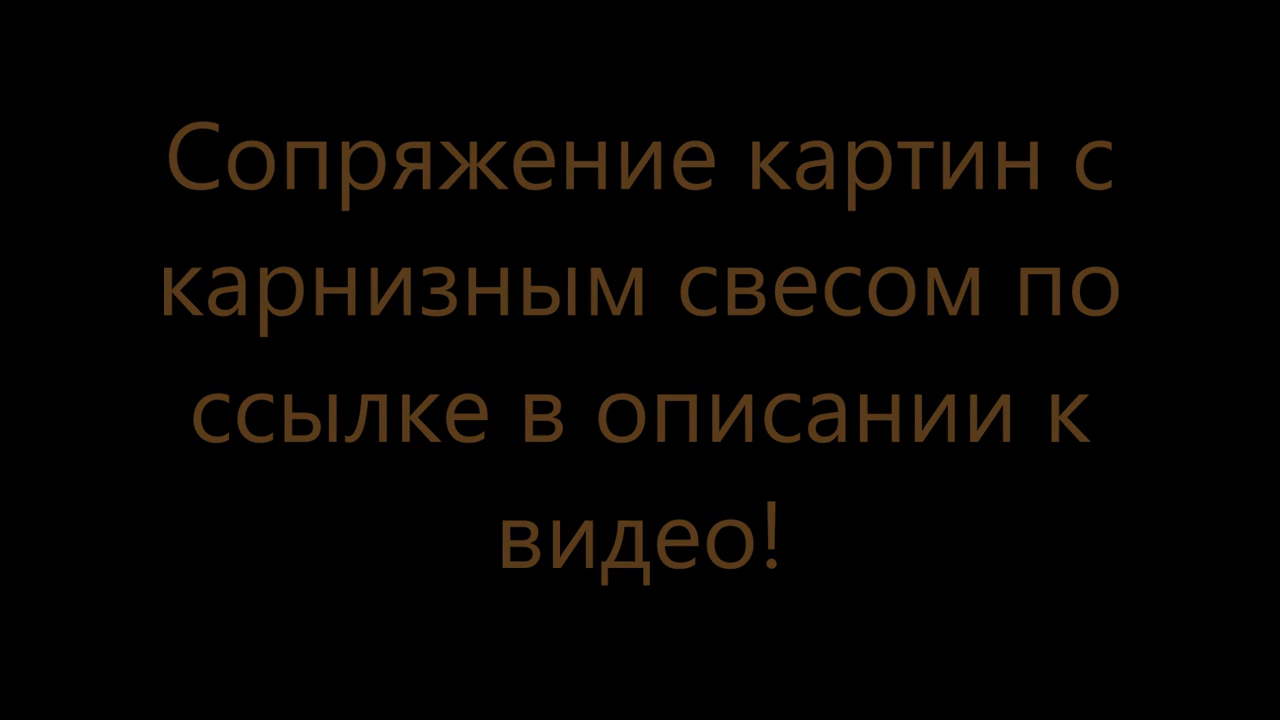 Сопряжение картин с
карнизным свесом по
ссылке в описании к
видео!